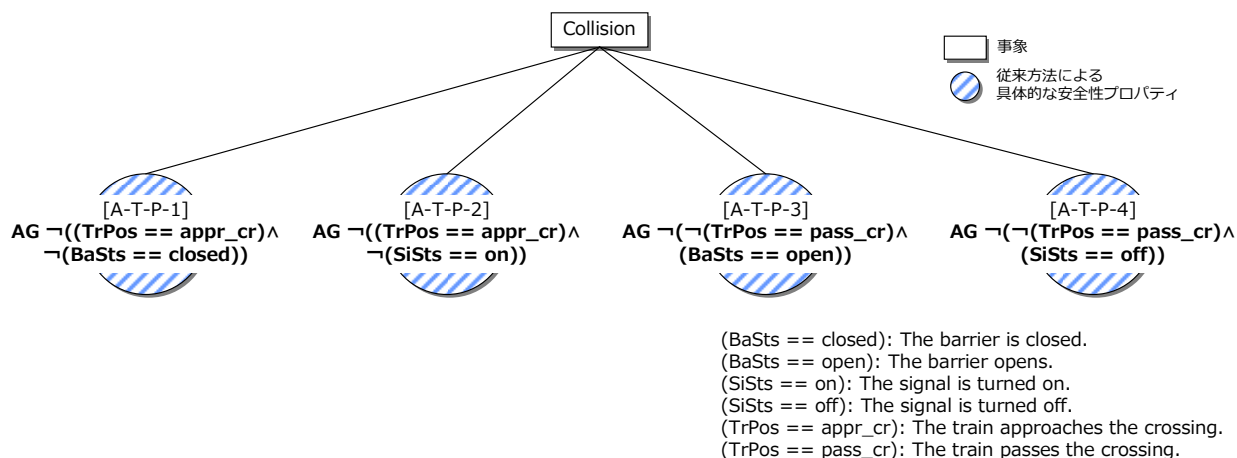 Collision
事象
従来方法による
具体的な安全性プロパティ
[A-T-P-1]
AG ¬((TrPos == appr_cr)∧
¬(BaSts == closed))
[A-T-P-2]
AG ¬((TrPos == appr_cr)∧
¬(SiSts == on))
[A-T-P-3]
AG ¬(¬(TrPos == pass_cr)∧
(BaSts == open))
[A-T-P-4]
AG ¬(¬(TrPos == pass_cr)∧
(SiSts == off))
(BaSts == closed): The barrier is closed.
(BaSts == open): The barrier opens.
(SiSts == on): The signal is turned on.
(SiSts == off): The signal is turned off.
(TrPos == appr_cr): The train approaches the crossing.
(TrPos == pass_cr): The train passes the crossing.